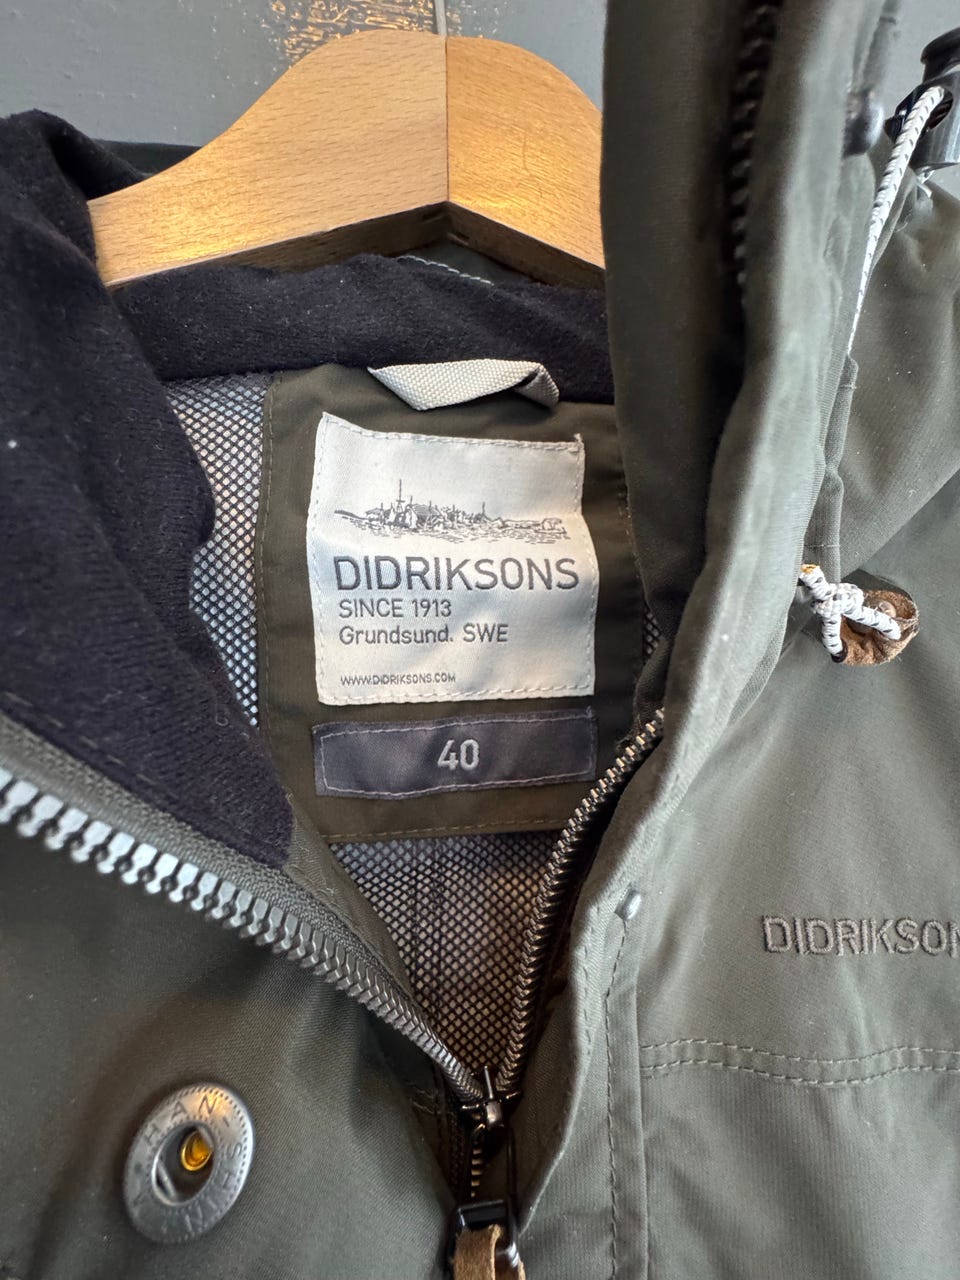 DIDRIKSONS
SINCE 1913
Grundsund. SWE
WWW.DIDRIKSONS.COM
40
DIDRIKSON